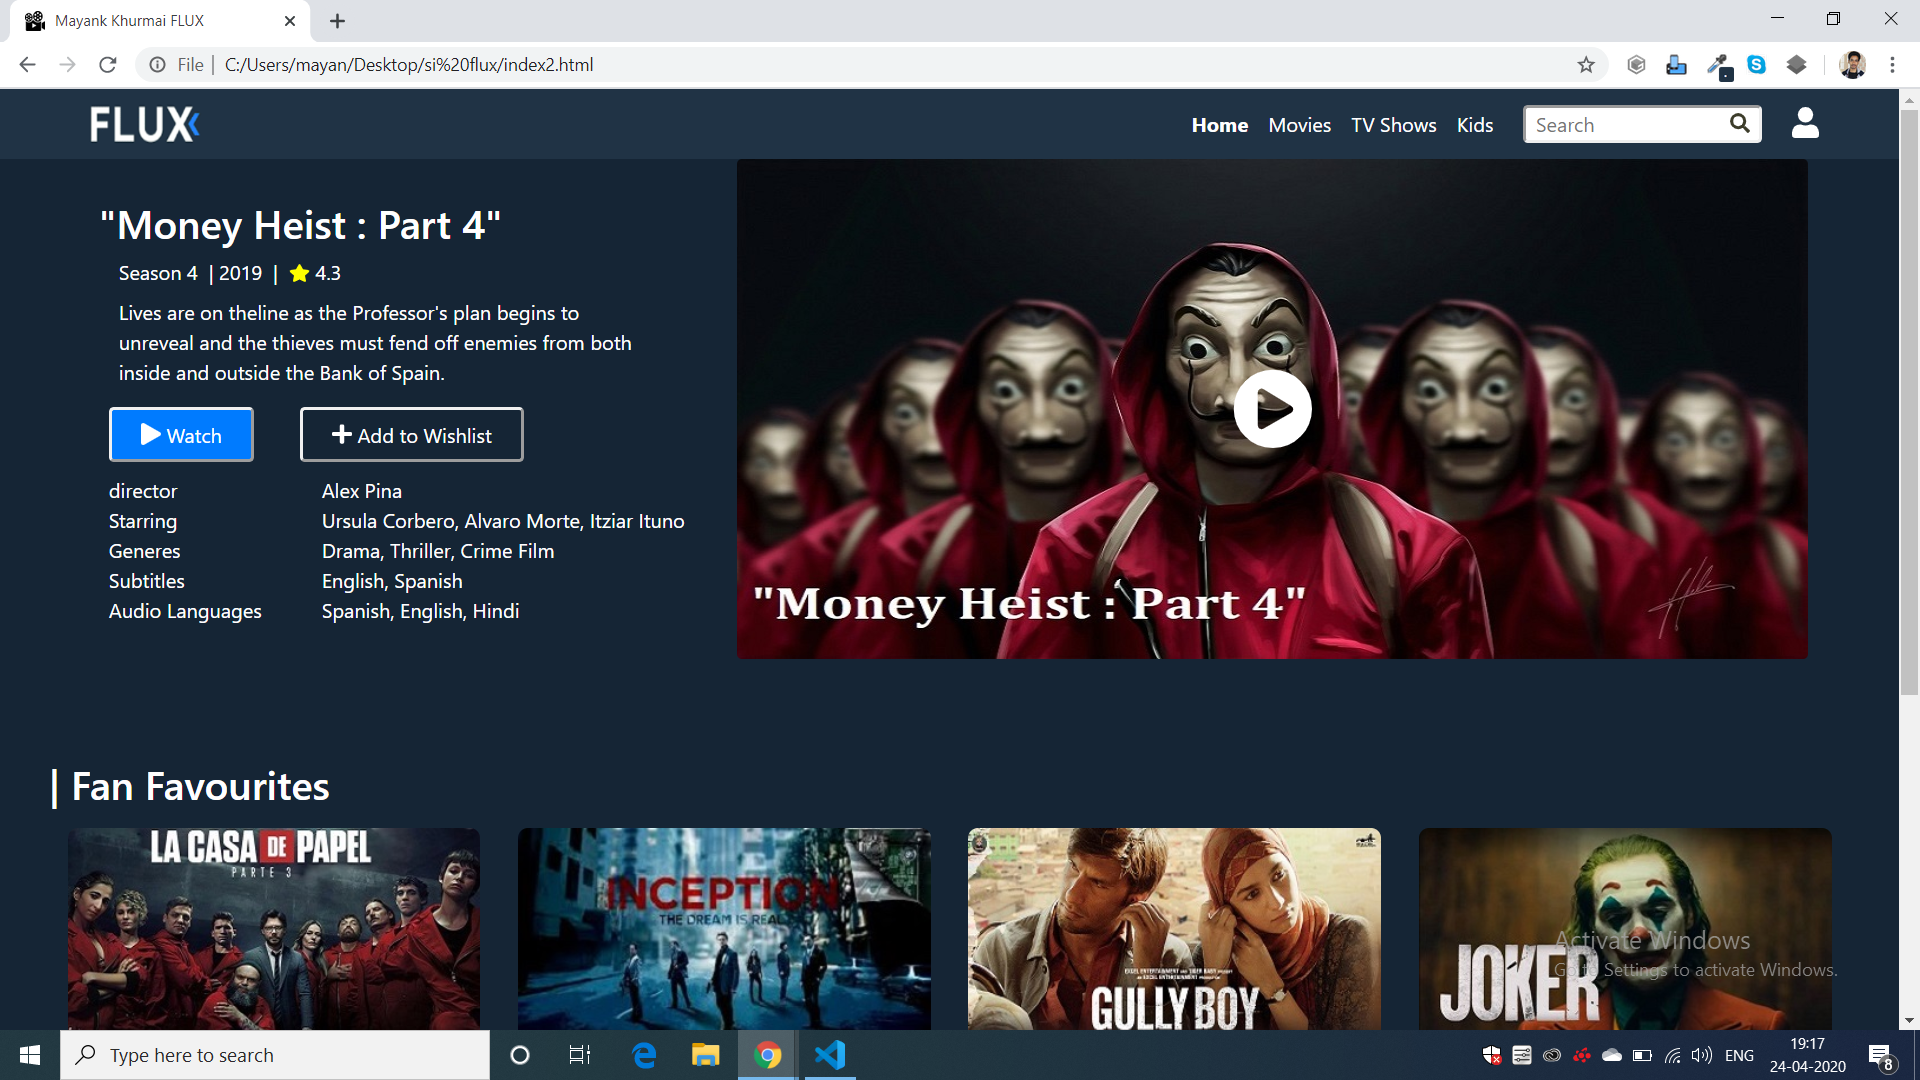 Mayank Khurmai FLUX
File | C:/Users/mayan/Desktop/si%20flux/index2.html
FLUX
Home Movies TV Shows Kids Search
"Money Heist : Part 4"
Season 4 | 2019 | 4.3
Lives are on theline as the Professor's plan begins to
unreveal and the thieves must fend off enemies from both
inside and outside the Bank of Spain.
Watch Add to Wishlist
director Alex Pina
Starring Ursula Corbero, Alvaro Morte, Itziar Ituno
Generes Drama, Thriller, Crime Film
Subtitles English, Spanish
Audio Languages Spanish, English, Hindi
"Money Heist : Part 4"
| Fan Favourites
LA CASA DE PAPEL
PARTE 3
INCEPTION
THE DREAM IS REAL
EXCEL ENTERTAINMENT AND TIGER BABY
GULLY BOY
JOKER
Activate Windows
Go to Settings to activate Windows.
Type here to search
ENG
19:17
24-04-2020
8